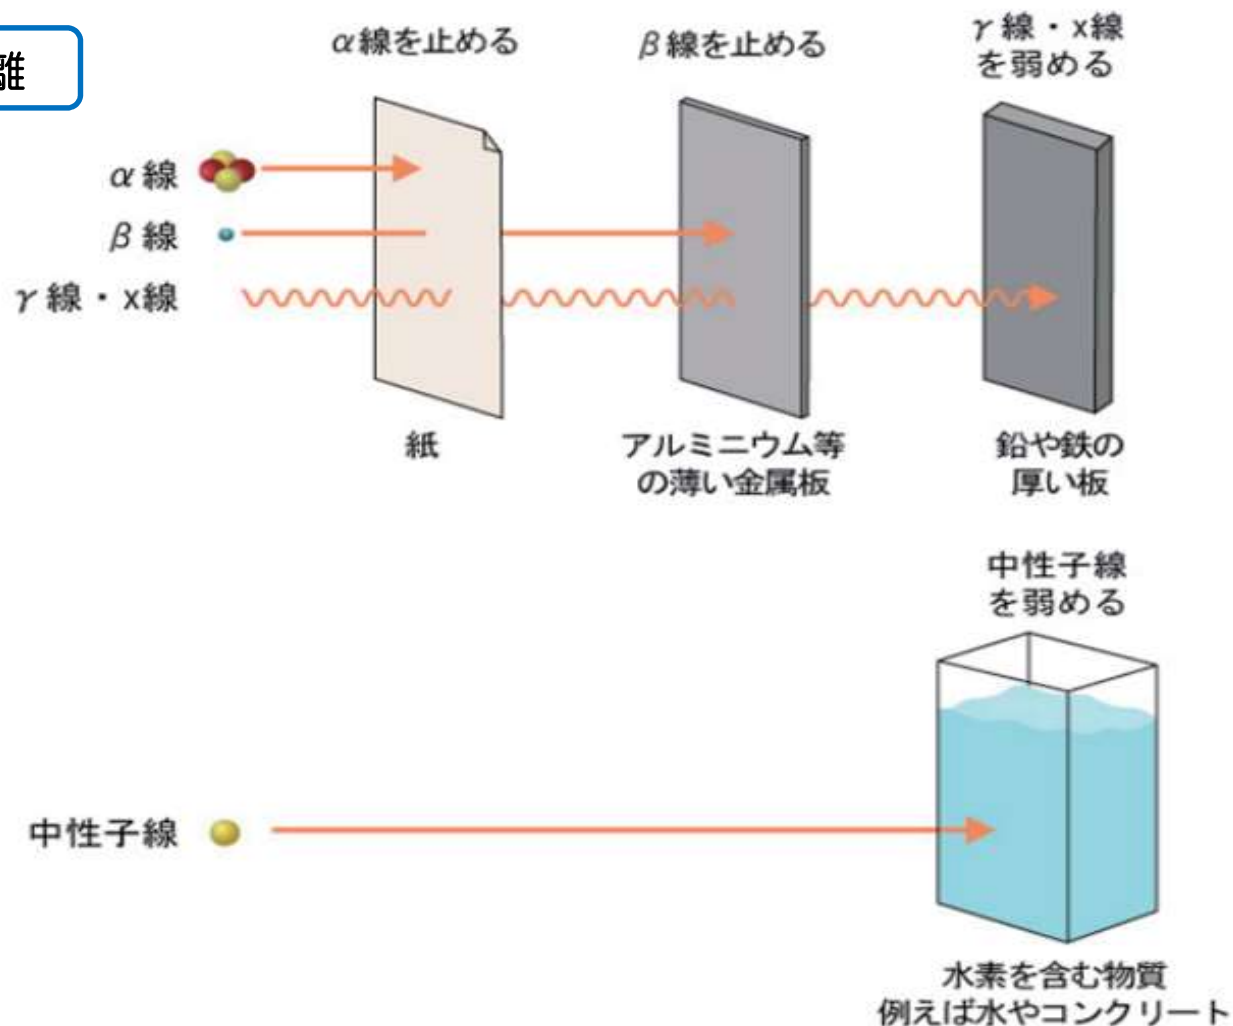 離
α線を止める
β線を止める
γ線・x線
を弱める
α線
β線
γ線・x線
紙
アルミニウム等
の薄い金属板
鉛や鉄の
厚い板
中性子線
を弱める
中性子線
水素を含む物質
例えば水やコンクリート